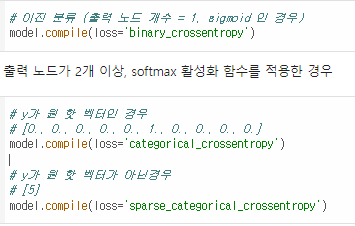 # 이진 분류 (출력 노드 개수 = 1, sigmoid 인 경우)
model.compile(loss='binary_crossentropy')
출력 노드가 2개 이상, softmax 활성화 함수를 적용한 경우
# y가 원 핫 벡터인 경우
# [0., 0., 0., 0., 0., 1., 0., 0., 0., 0.]
model.compile(loss='categorical_crossentropy')
# y가 원 핫 벡터가 아닌경우
# [5]
model.compile(loss='sparse_categorical_crossentropy')